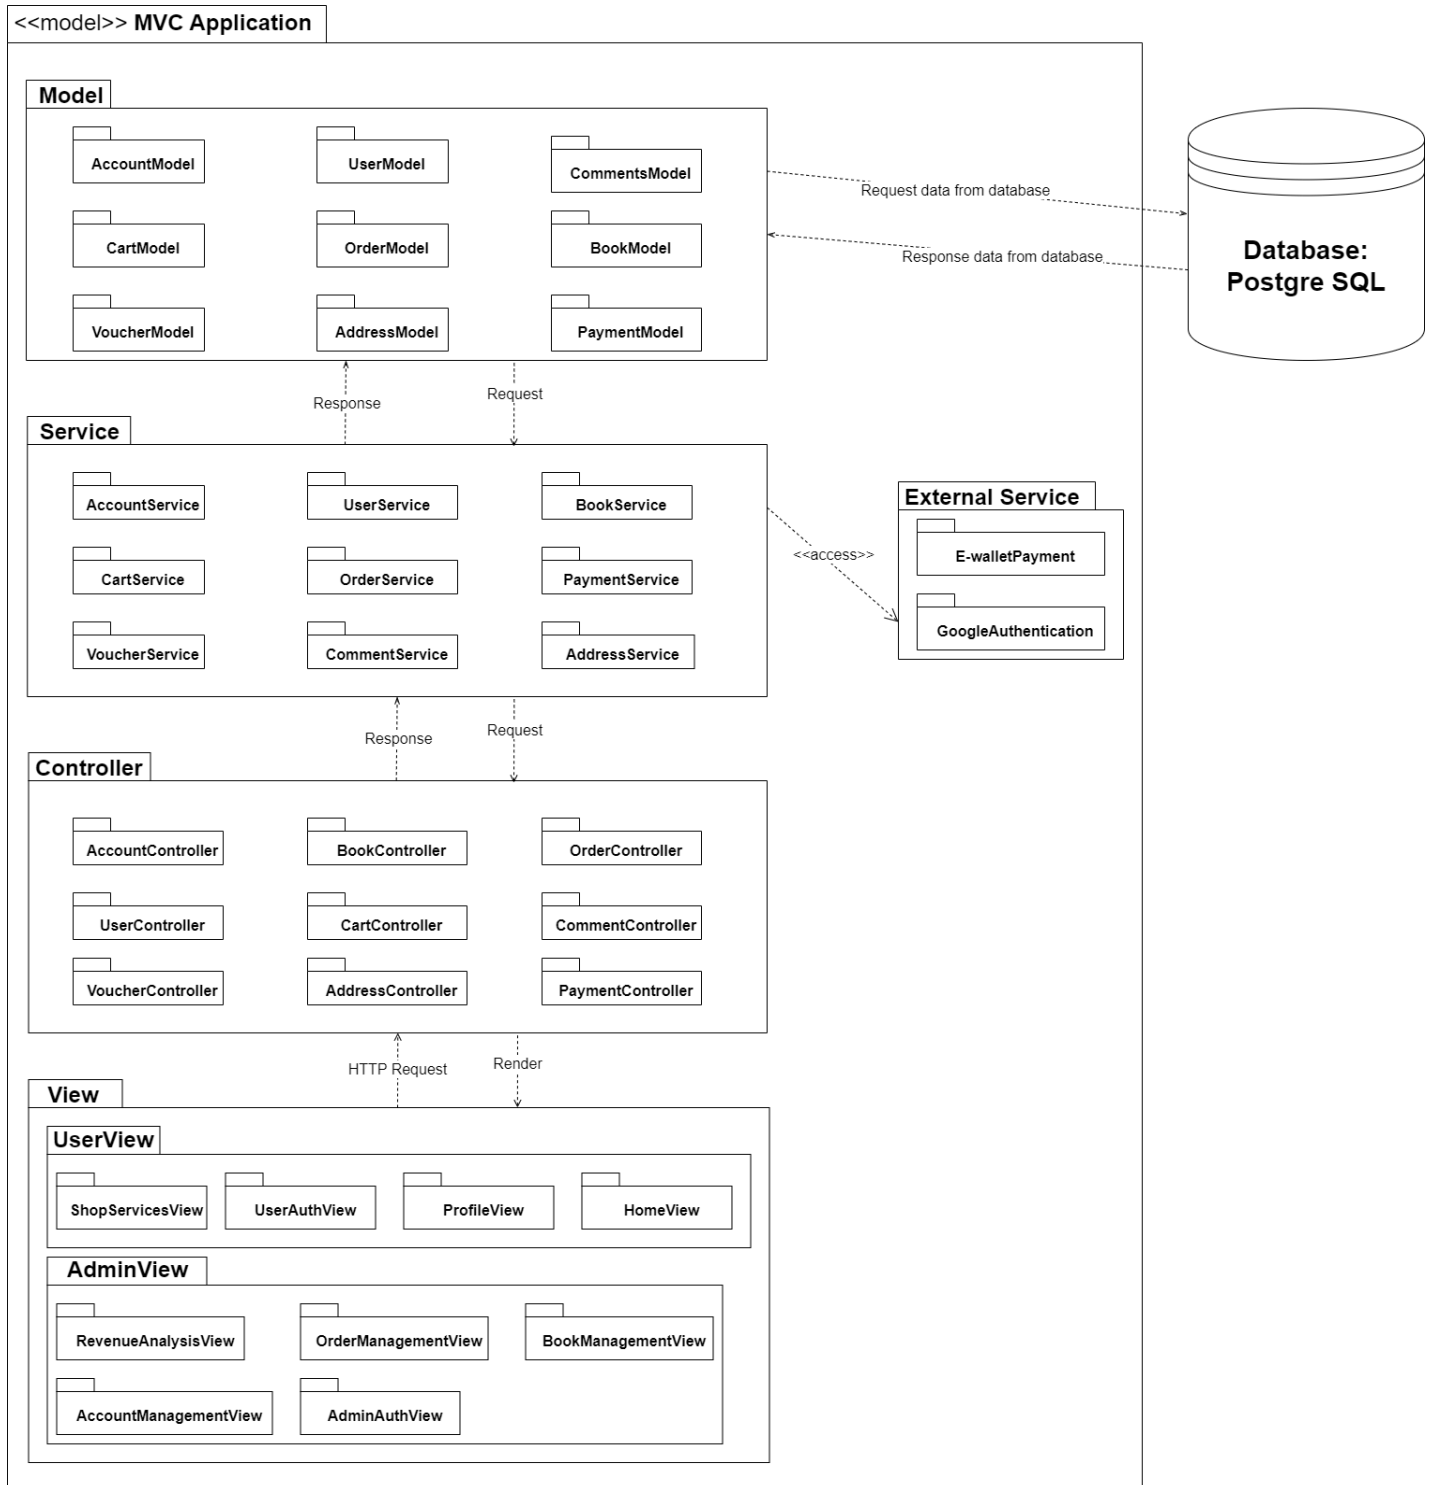 <<model>> MVC Application
Model
AccountModel
UserModel
CommentsModel
CartModel
OrderModel
BookModel
VoucherModel
AddressModel
PaymentModel
Request data from database
Response data from database
Database:
Postgre SQL
Response
Request
Service
AccountService
UserService
BookService
CartService
OrderService
PaymentService
VoucherService
CommentService
AddressService
<<access>>
External Service
E-walletPayment
GoogleAuthentication
Response
Request
Controller
AccountController
BookController
OrderController
UserController
CartController
CommentController
VoucherController
AddressController
PaymentController
HTTP Request
Render
View
UserView
ShopServicesView
UserAuthView
ProfileView
HomeView
AdminView
RevenueAnalysisView
OrderManagementView
BookManagementView
AccountManagementView
AdminAuthView